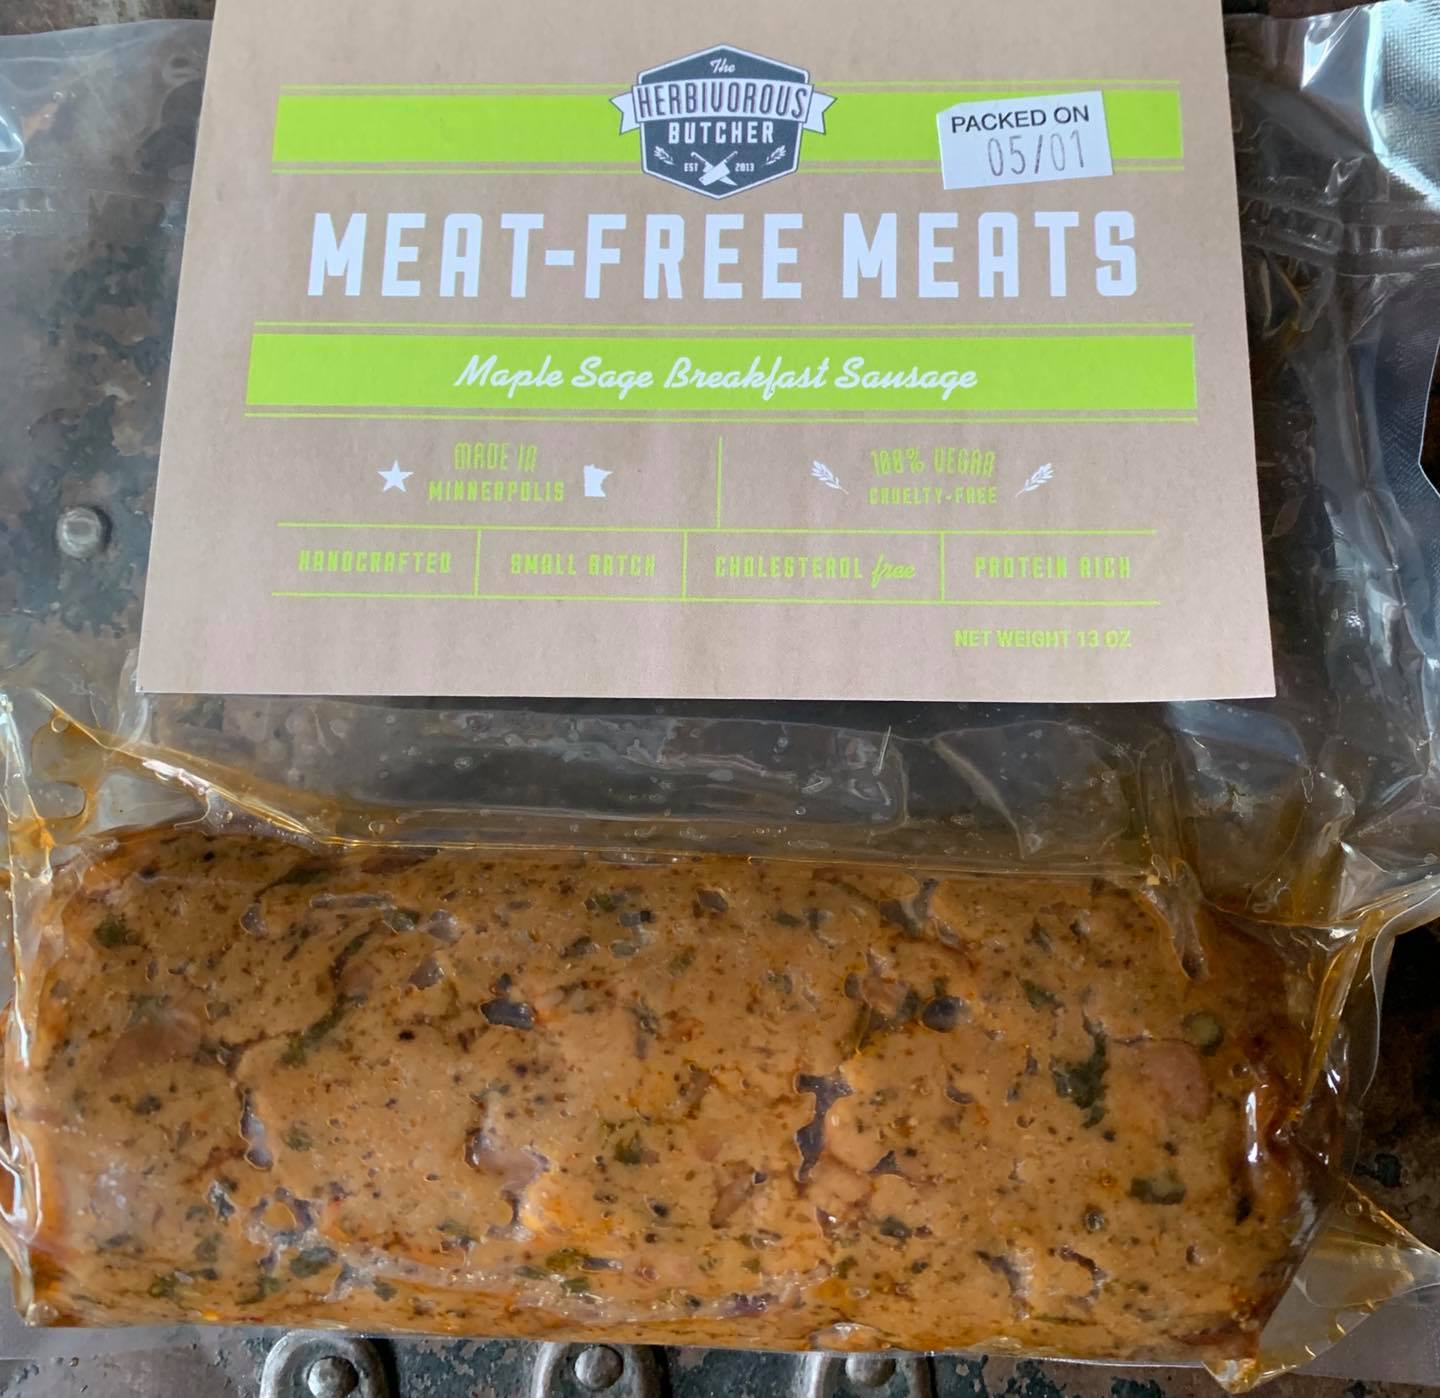 The
HERBIVOROUS
BUTCHER
EST 2013
PACKED ON
05/01
MEAT-FREE MEATS
Maple Sage Breakfast Sausage
MADE IN
MINNEAPOLIS
100% VEGAN
CRUELTY-FREE
HANDCRAFTED
SMALL BATCH
CHOLESTEROL free
PROTEIN RICH
NET WEIGHT 13 OZ